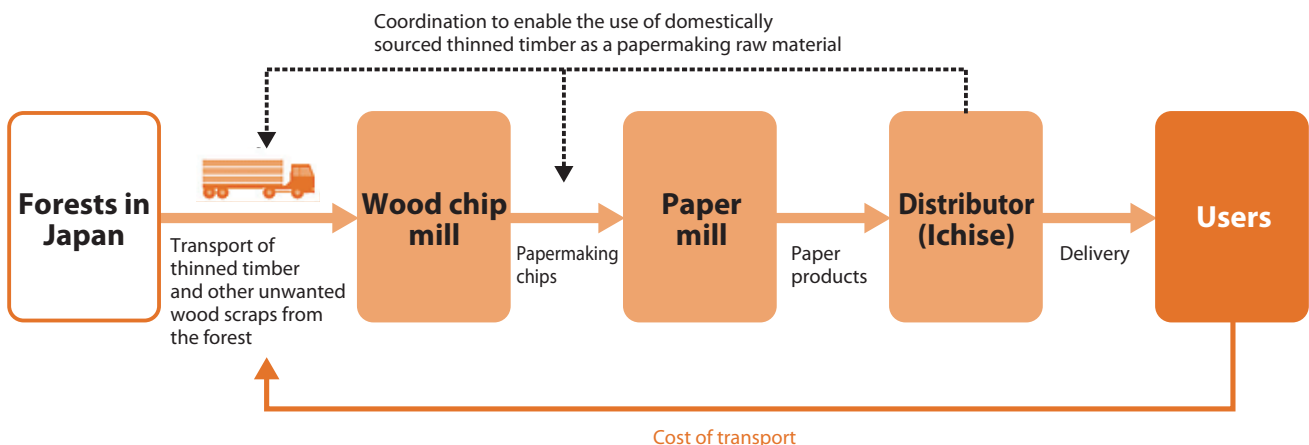 Coordination to enable the use of domestically
sourced thinned timber as a papermaking raw material
Forests in
Japan
Transport of
thinned timber
and other unwanted
wood scraps from
the forest
Wood chip
mill
Papermaking
chips
Paper
mill
Paper
products
Distributor
(Ichise)
Delivery
Users
Cost of transport